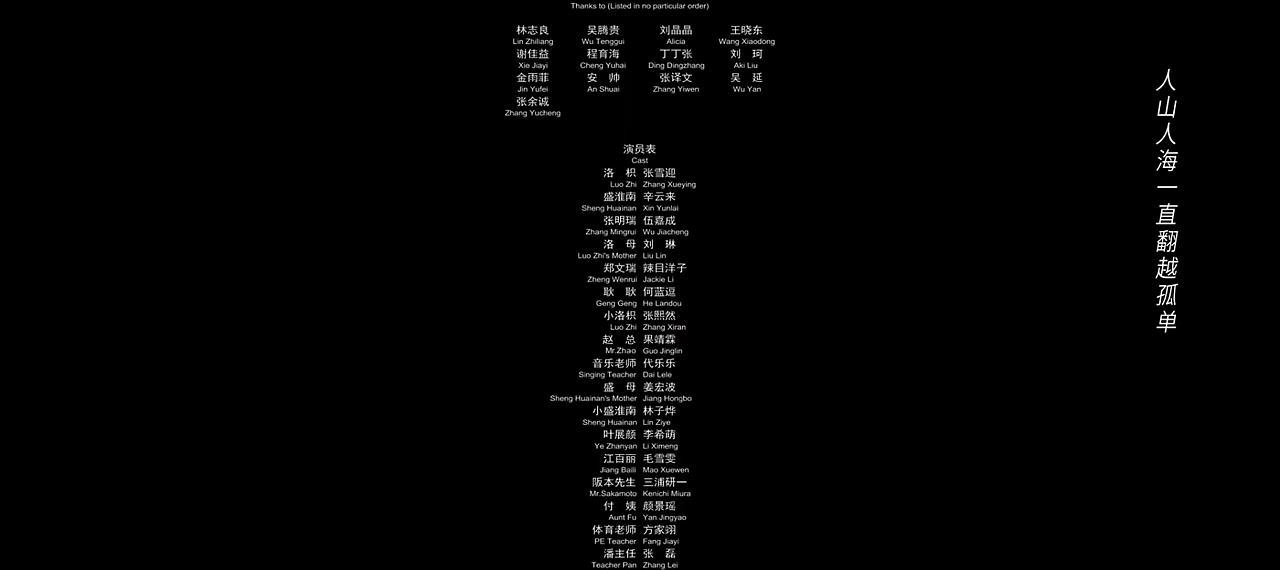 Thanks to (Listed in no particular order)
林志良 吴腾贵 刘晶晶 王晓东
Lin Zhiliang Wu Tenggui Alicia Wang Xiaodong
谢佳益 程育海 丁丁张 刘 珂
Xie Jiayi Cheng Yuhai Ding Dingzhang Aki Liu
金雨菲 安 帅 张译文 吴 延
Jin Yufei An Shuai Zhang Yiwen Wu Yan
张余诚
Zhang Yucheng
演员表
Cast
洛 枳 张雪迎
Luo Zhi Zhang Xueying
盛淮南 辛云来
Sheng Huainan Xin Yunlai
张明瑞 伍嘉成
Zhang Mingrui Wu Jiacheng
洛 母 刘 琳
Luo Zhi's Mother Liu Lin
郑文瑞 辣目洋子
Zheng Wenrui Jackie Li
耿 耿 何蓝逗
Geng Geng He Landou
小洛枳 张熙然
Luo Zhi Zhang Xiran
赵 总 果靖霖
Mr.Zhao Guo Jinglin
音乐老师 代乐乐
Singing Teacher Dai Lele
盛 母 姜宏波
Sheng Huainan's Mother Jiang Hongbo
小盛淮南 林子烨
Sheng Huainan Lin Ziye
叶展颜 李希萌
Ye Zhanyan Li Ximeng
江百丽 毛雪雯
Jiang Baili Mao Xuewen
阪本先生 三浦研一
Mr.Sakamoto Kenichi Miura
付 姨 颜景瑶
Aunt Fu Yan Jingyao
体育老师 方家翊
PE Teacher Fang Jiayi
潘主任 张 磊
Teacher Pan Zhang Lei
人山人海一直翻越孤单